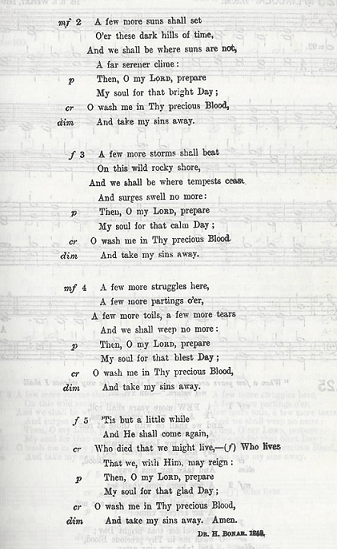 mf 2 A few more suns shall set
O'er these dark hills of time,
And we shall be where suns are not,
A far serener clime:
p Then, O my LORD, prepare
My soul for that bright Day;
cr O wash me in Thy precious Blood,
dim And take my sins away.
f 3 A few more storms shall beat
On this wild rocky shore,
And we shall be where tempests cease
And surges swell no more:
p Then, O my LORD, prepare
My soul for that calm Day;
cr O wash me in Thy precious Blood
dim And take my sins away.
mf 4 A few more struggles here,
A few more partings o'er,
A few more toils, a few more tears
And we shall weep no more:
p Then, O my LORD, prepare
My soul for that blest Day;
cr O wash me in Thy precious Blood,
dim And take my sins away.
f 5 'Tis but a little while
And He shall come again,
cr Who died that we might live,—(f) Who lives
That we, with Him, may reign:
p Then, O my LORD, prepare
My soul for that glad Day;
cr O wash me in Thy precious Blood,
dim And take my sins away. Amen.
DR. H. BONAR.
25